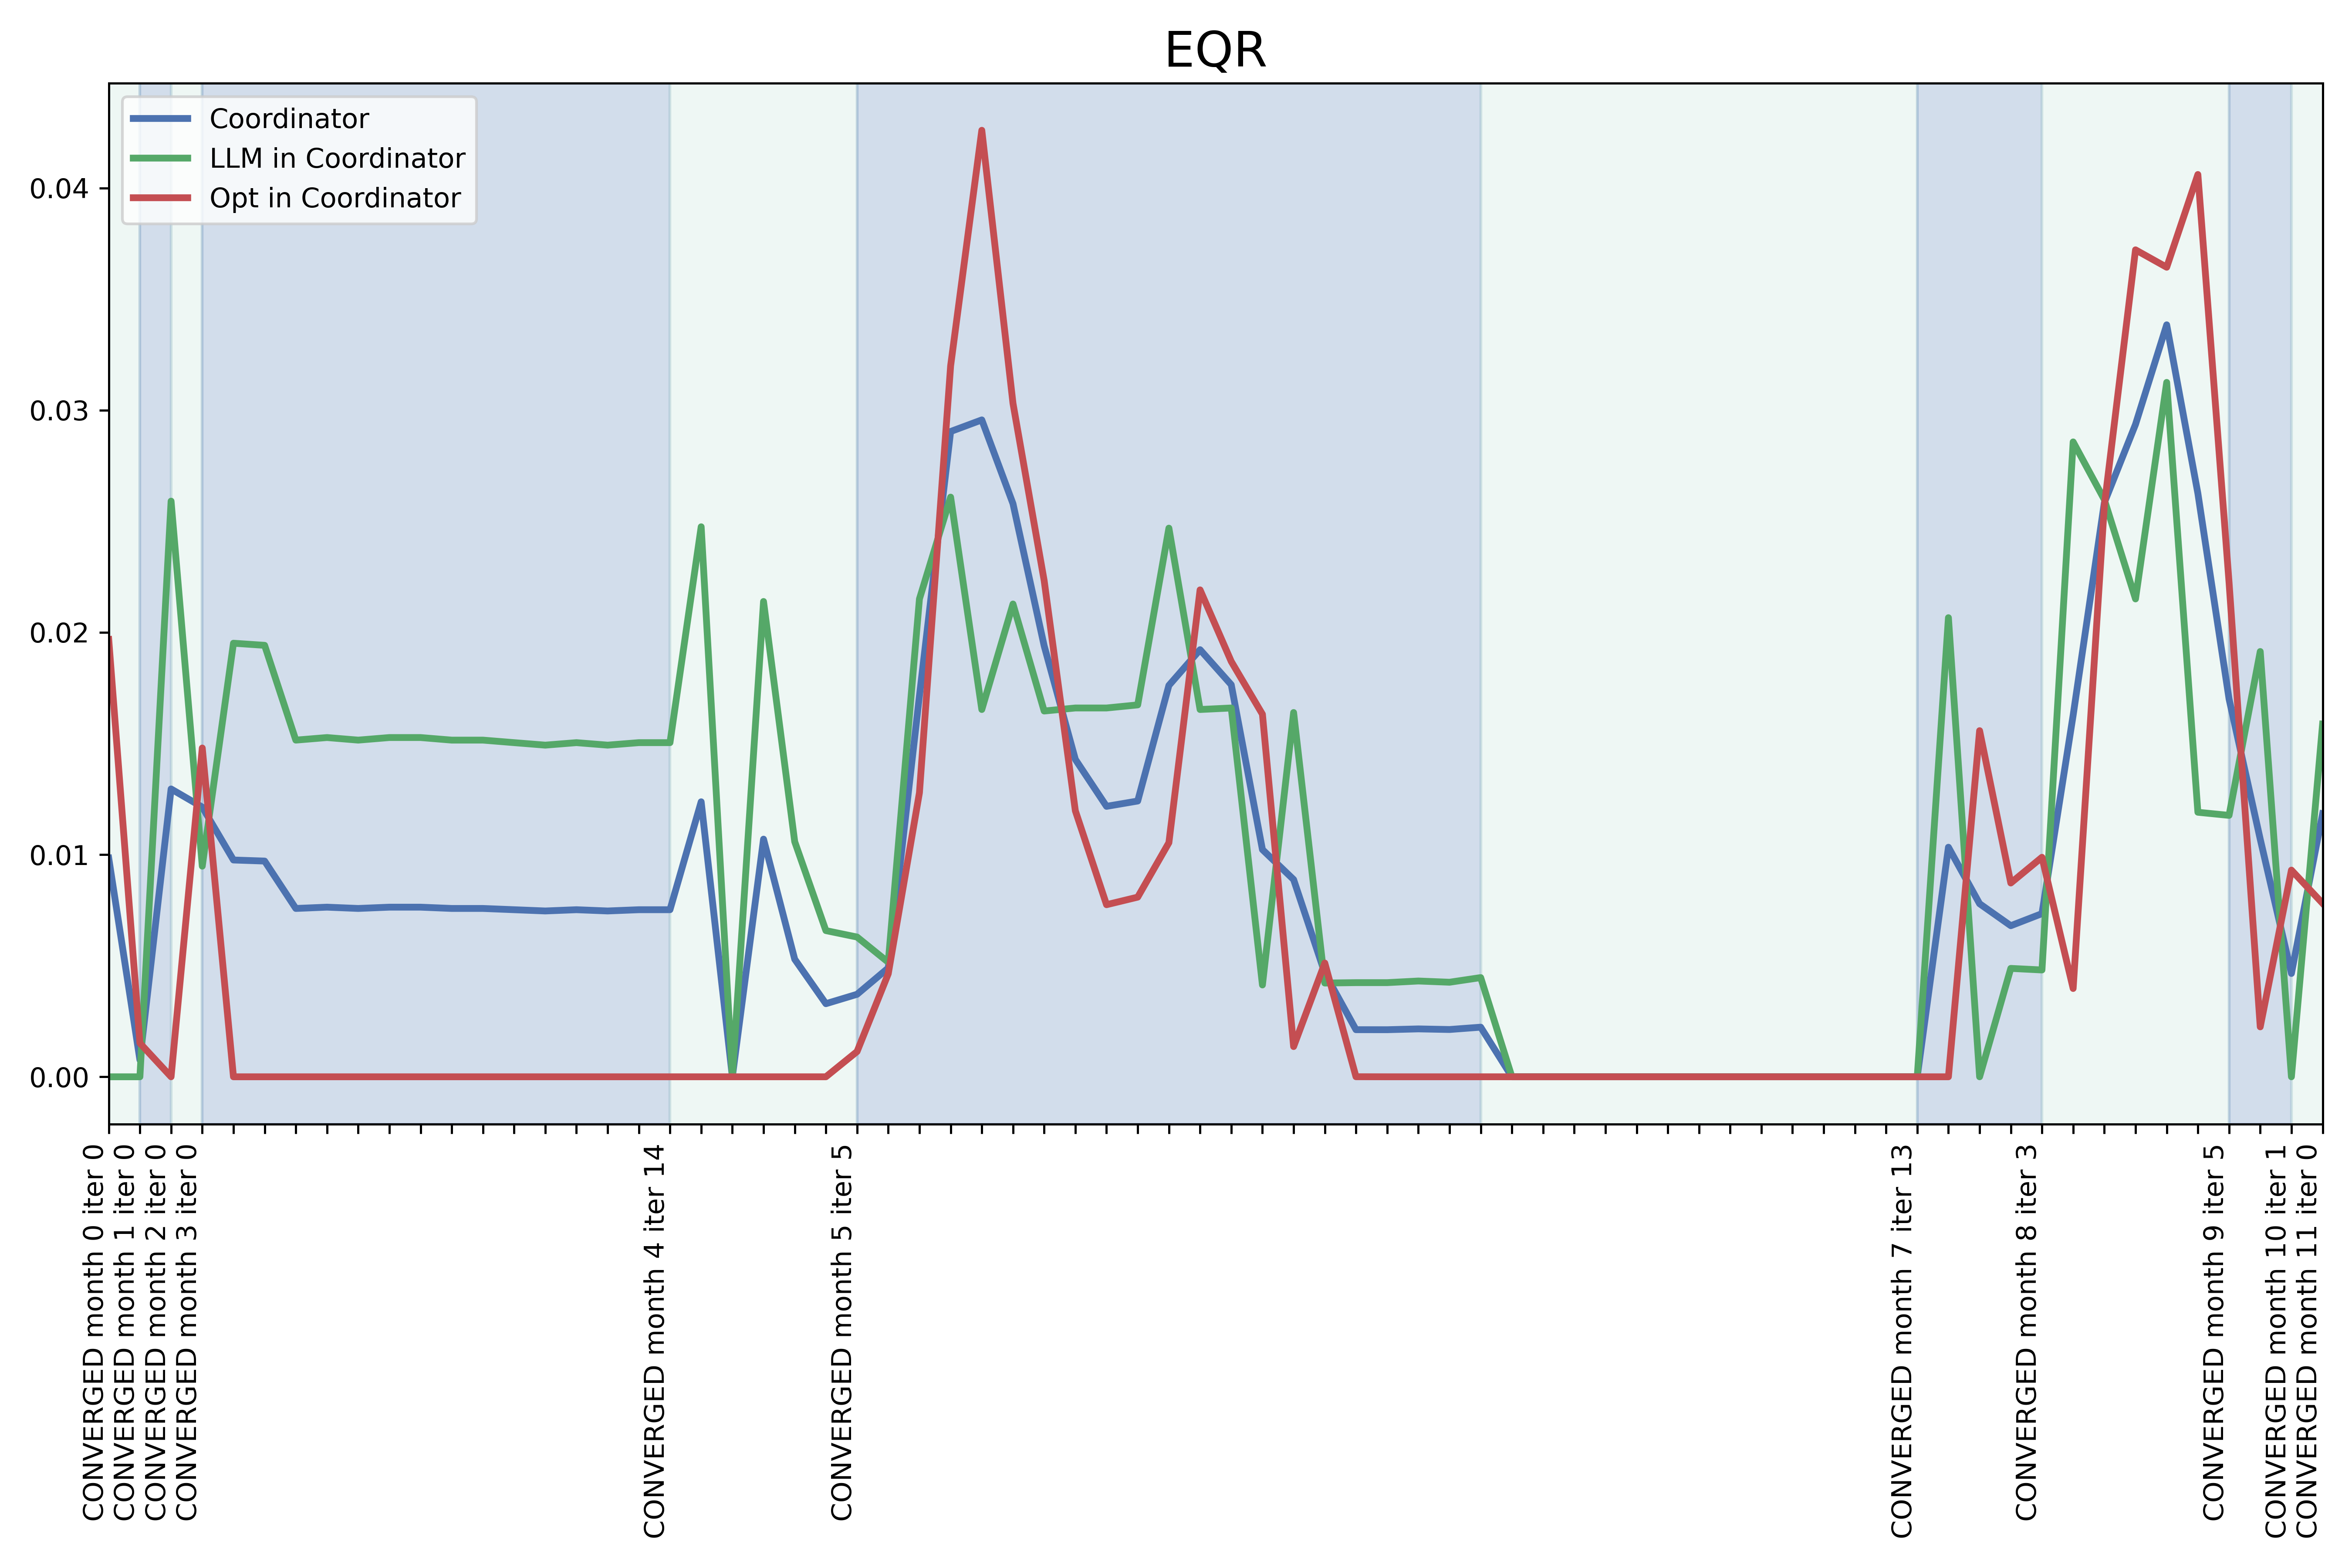 EQR
Coordinator
LLM in Coordinator
Opt in Coordinator
0.04
0.03
0.02
0.01
0.00
CONVERGED month 0 iter 0
CONVERGED month 1 iter 0
CONVERGED month 2 iter 0
CONVERGED month 3 iter 0
CONVERGED month 4 iter 14
CONVERGED month 5 iter 5
CONVERGED month 7 iter 13
CONVERGED month 8 iter 3
CONVERGED month 9 iter 5
CONVERGED month 10 iter 1
CONVERGED month 11 iter 0